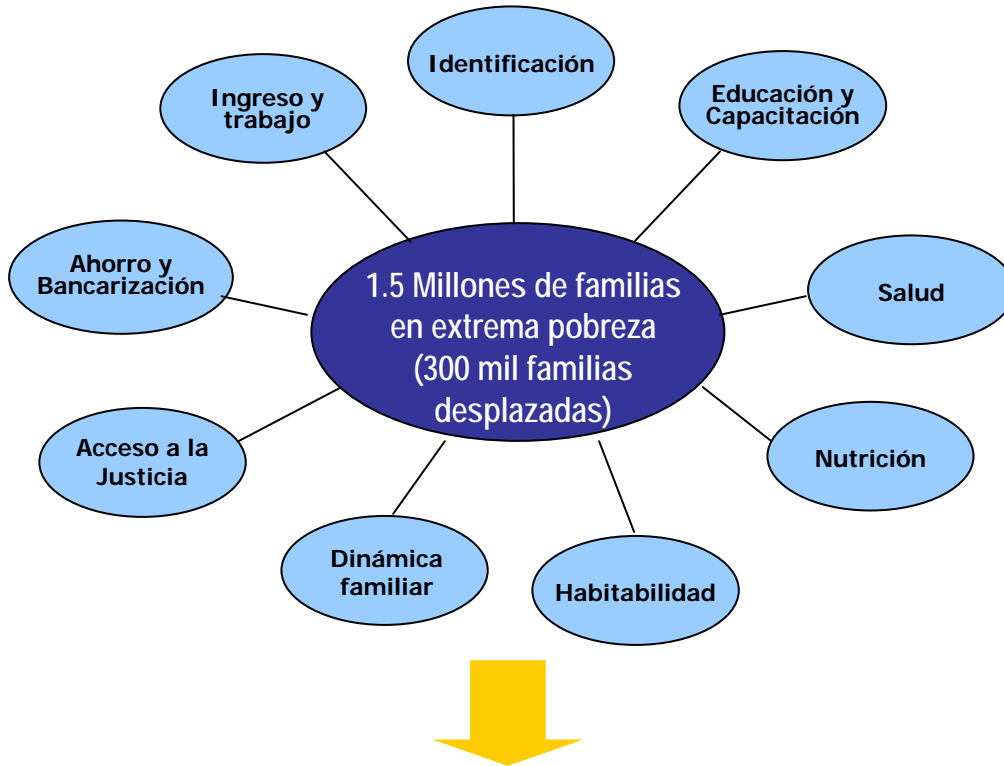 Identificación
Ingreso y
trabajo
Educación y
Capacitación
Ahorro y
Bancarización
1.5 Millones de familias
en extrema pobreza
(300 mil familias
desplazadas)
Salud
Acceso a la
Justicia
Nutrición
Dinámica
familiar
Habitabilidad